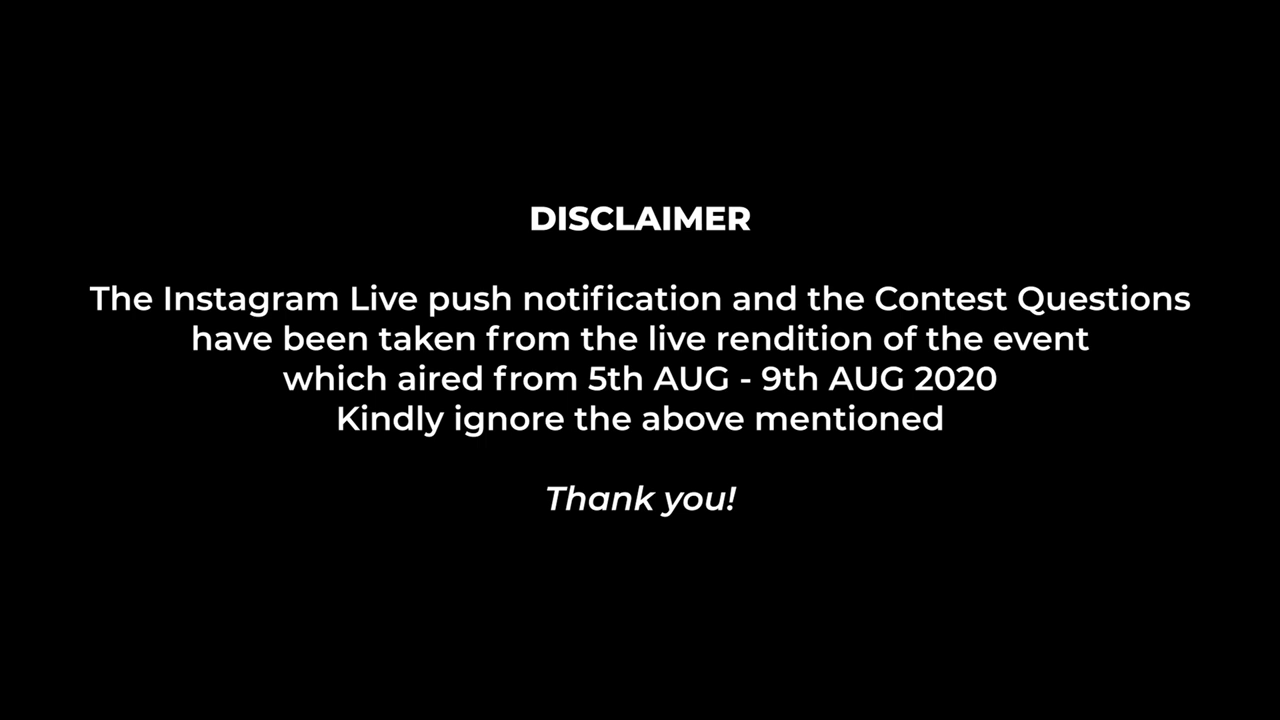 DISCLAIMER
The Instagram Live push notification and the Contest Questions
have been taken from the live rendition of the event
which aired from 5th AUG - 9th AUG 2020
Kindly ignore the above mentioned
Thank you!